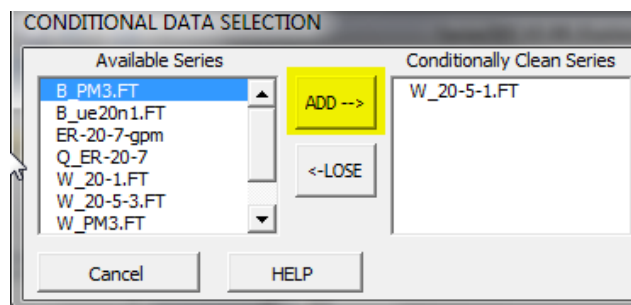 CONDITIONAL DATA SELECTION
Available Series
B_PM3.FT
B_ue20n1.FT
ER-20-7-gpm
Q_ER-20-7
W_20-1.FT
W_20-5-3.FT
W_PM3.FT
ADD -->
<-LOSE
Conditionally Clean Series
W_20-5-1.FT
Cancel
HELP